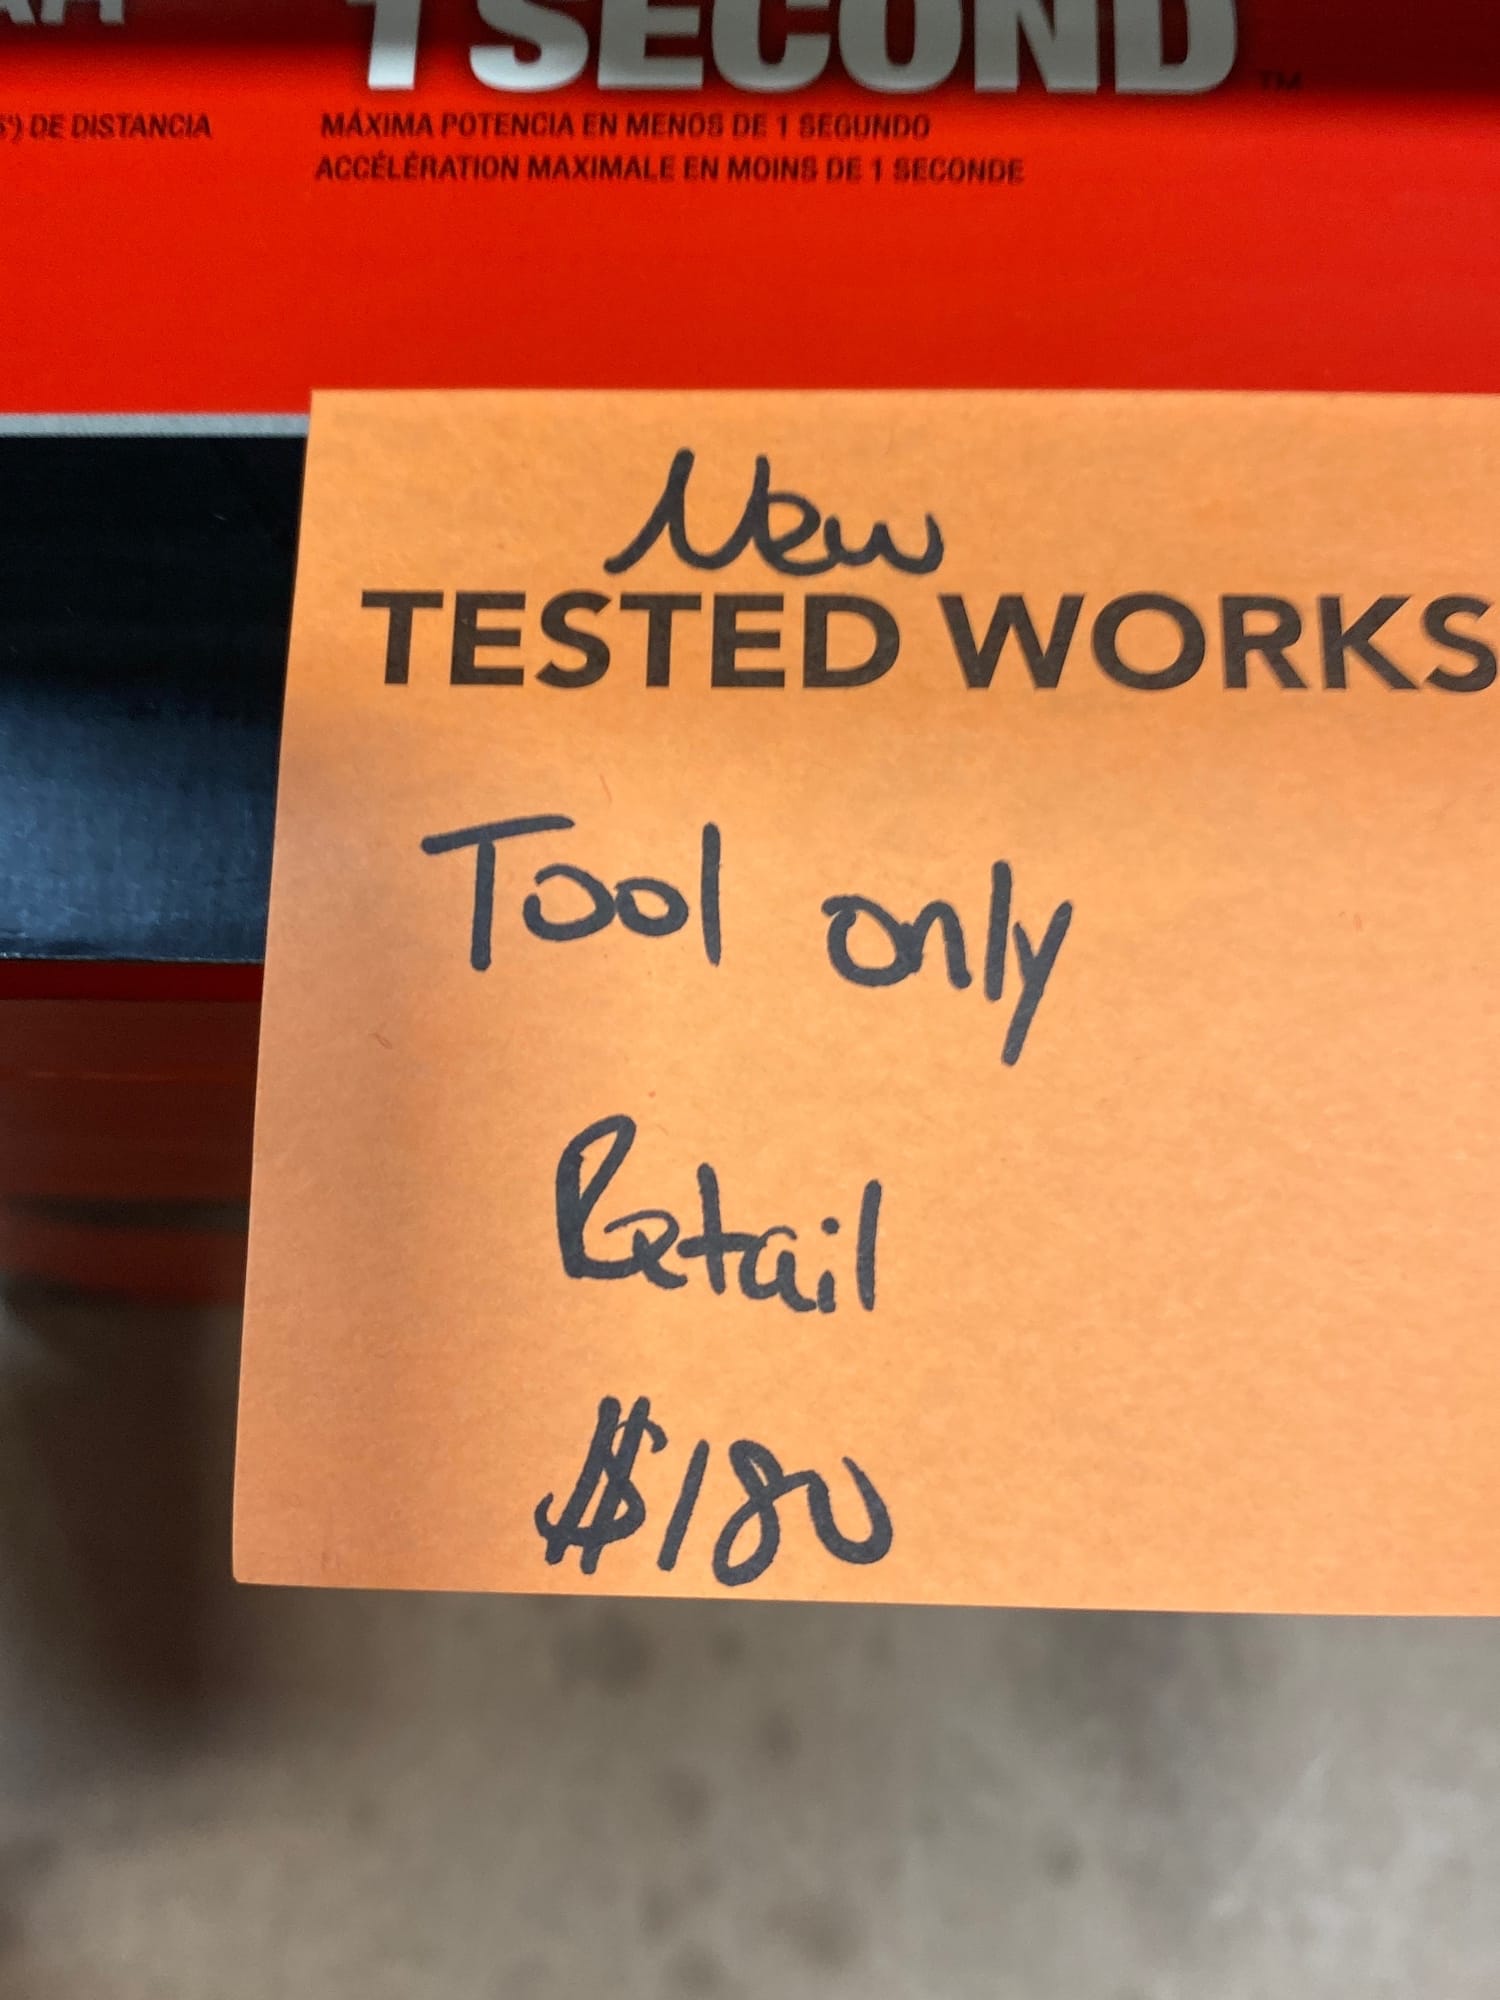 1 SECOND ™
DE DISTANCIA
MÁXIMA POTENCIA EN MENOS DE 1 SEGUNDO
ACCÉLÉRATION MAXIMALE EN MOINS DE 1 SECONDE
New
TESTED WORKS
Tool only
Retail
$180